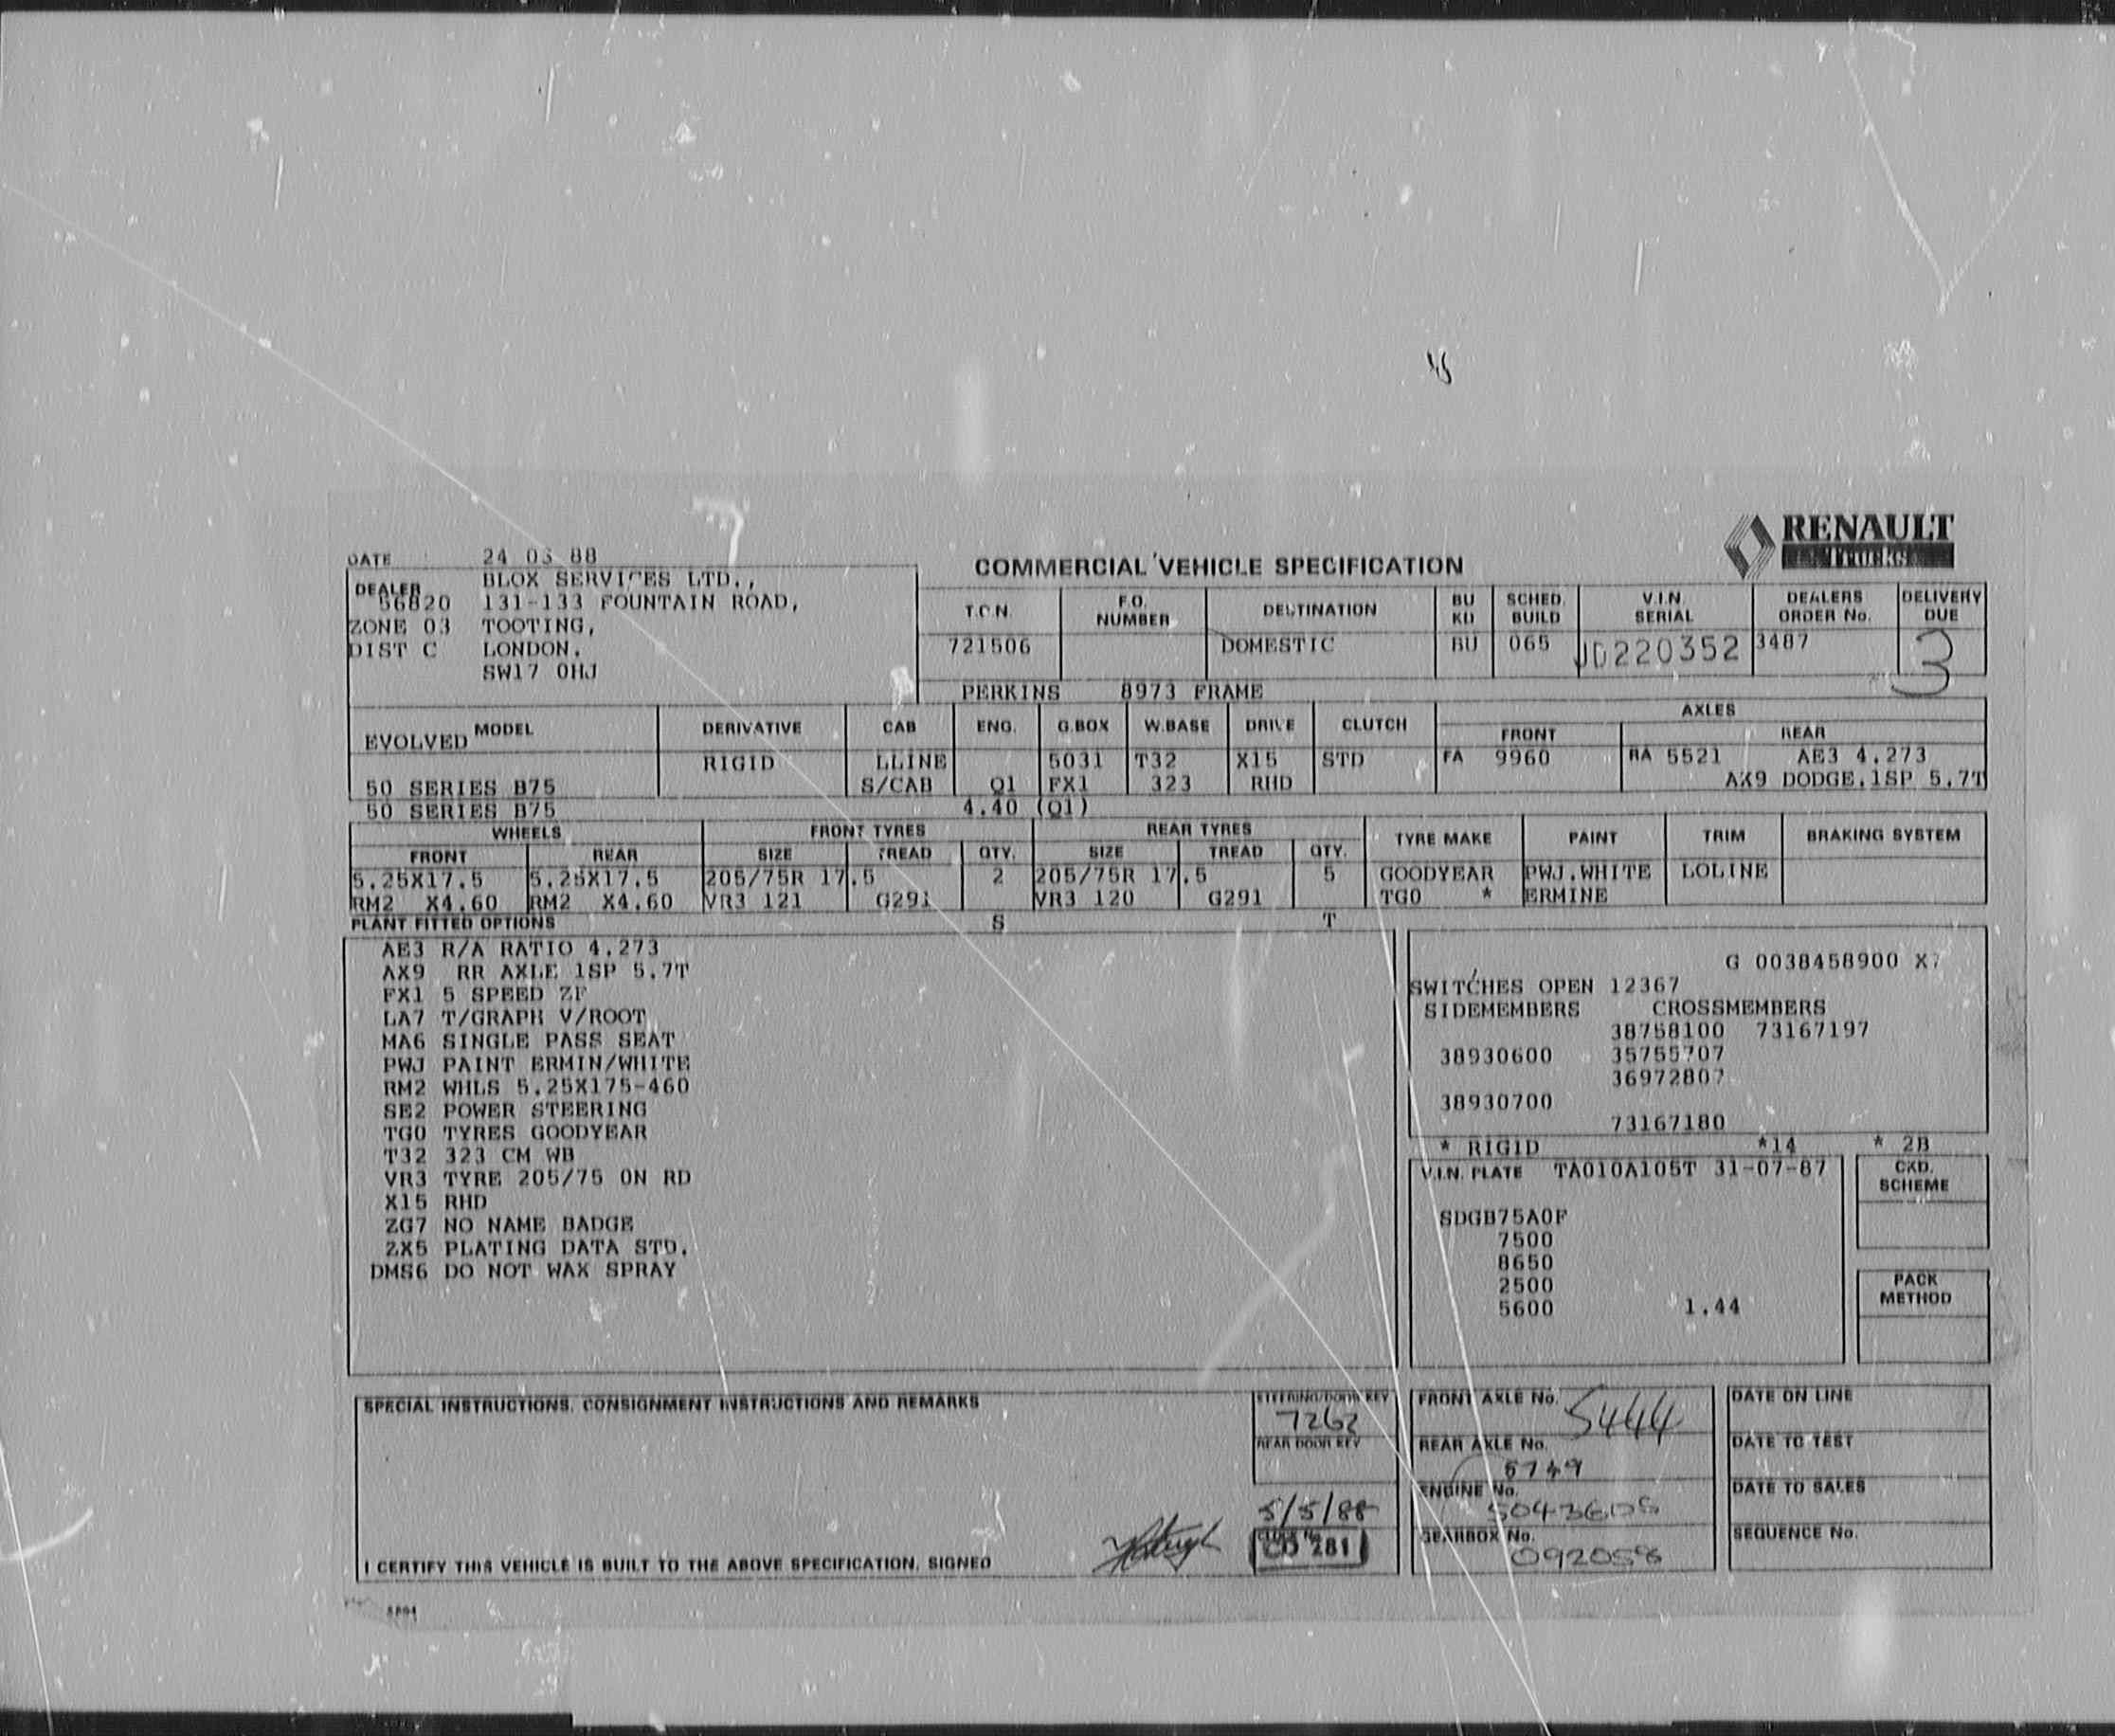 RENAULT
Trucks
DATE 24 03 88
COMMERCIAL VEHICLE SPECIFICATION
DEALER BLOX SERVICES LTD.,
56820 131-133 FOUNTAIN ROAD,
ZONE 03 TOOTING,
DIST C LONDON.
SW17 0HJ
T.O.N. F.O. NUMBER DESTINATION BU KD SCHED. BUILD V.I.N. SERIAL DEALERS ORDER No. DELIVERY DUE
721506 DOMESTIC BU 065 JD220352 3487 3
PERKINS 8973 FRAME
MODEL DERIVATIVE CAB ENG. G.BOX W.BASE DRIVE CLUTCH AXLES
FRONT REAR
EVOLVED
RIGID LLINE 5031 T32 X15 STD FA 9960 RA 5521 AE3 4.273
50 SERIES B75 S/CAB Q1 FX1 323 RHD AX9 DODGE.1SP 5.7T
50 SERIES B75 4.40 (Q1)
WHEELS FRONT TYRES REAR TYRES TYRE MAKE PAINT TRIM BRAKING SYSTEM
FRONT REAR SIZE TREAD QTY. SIZE TREAD QTY.
5.25X17.5 5.25X17.5 205/75R 17.5 2 205/75R 17.5 5 GOODYEAR PWJ.WHITE LOLINE
RM2 X4.60 RM2 X4.60 VR3 121 G291 VR3 120 G291 TG0 * ERMINE
PLANT FITTED OPTIONS S T
AE3 R/A RATIO 4.273
AX9 RR AXLE 1SP 5.7T
FX1 5 SPEED ZF
LA7 T/GRAPH V/ROOT
MA6 SINGLE PASS SEAT
PWJ PAINT ERMIN/WHITE
RM2 WHLS 5.25X175-460
SE2 POWER STEERING
TG0 TYRES GOODYEAR
T32 323 CM WB
VR3 TYRE 205/75 ON RD
X15 RHD
ZG7 NO NAME BADGE
ZX5 PLATING DATA STD.
DMS6 DO NOT WAX SPRAY
G 0038458900 X7
SWITCHES OPEN 12367
SIDEMEMBERS CROSSMEMBERS
38758100 73167197
38930600 35755707
36972807
38930700
73167180
* RIGID *14 * 2B
V.I.N. PLATE TA010A105T 31-07-87
SDGB75A0F
7500
8650
2500
5600 1.44
CKD. SCHEME
PACK METHOD
SPECIAL INSTRUCTIONS, CONSIGNMENT INSTRUCTIONS AND REMARKS
STEERING/DOOR KEY
7262
REAR DOOR KEY
5/5/88
281
I CERTIFY THIS VEHICLE IS BUILT TO THE ABOVE SPECIFICATION. SIGNED
FRONT AXLE No. 5444
REAR AXLE No.
5749
ENGINE No.
GEARBOX No.
092058
DATE ON LINE
DATE TO TEST
DATE TO SALES
SEQUENCE No.